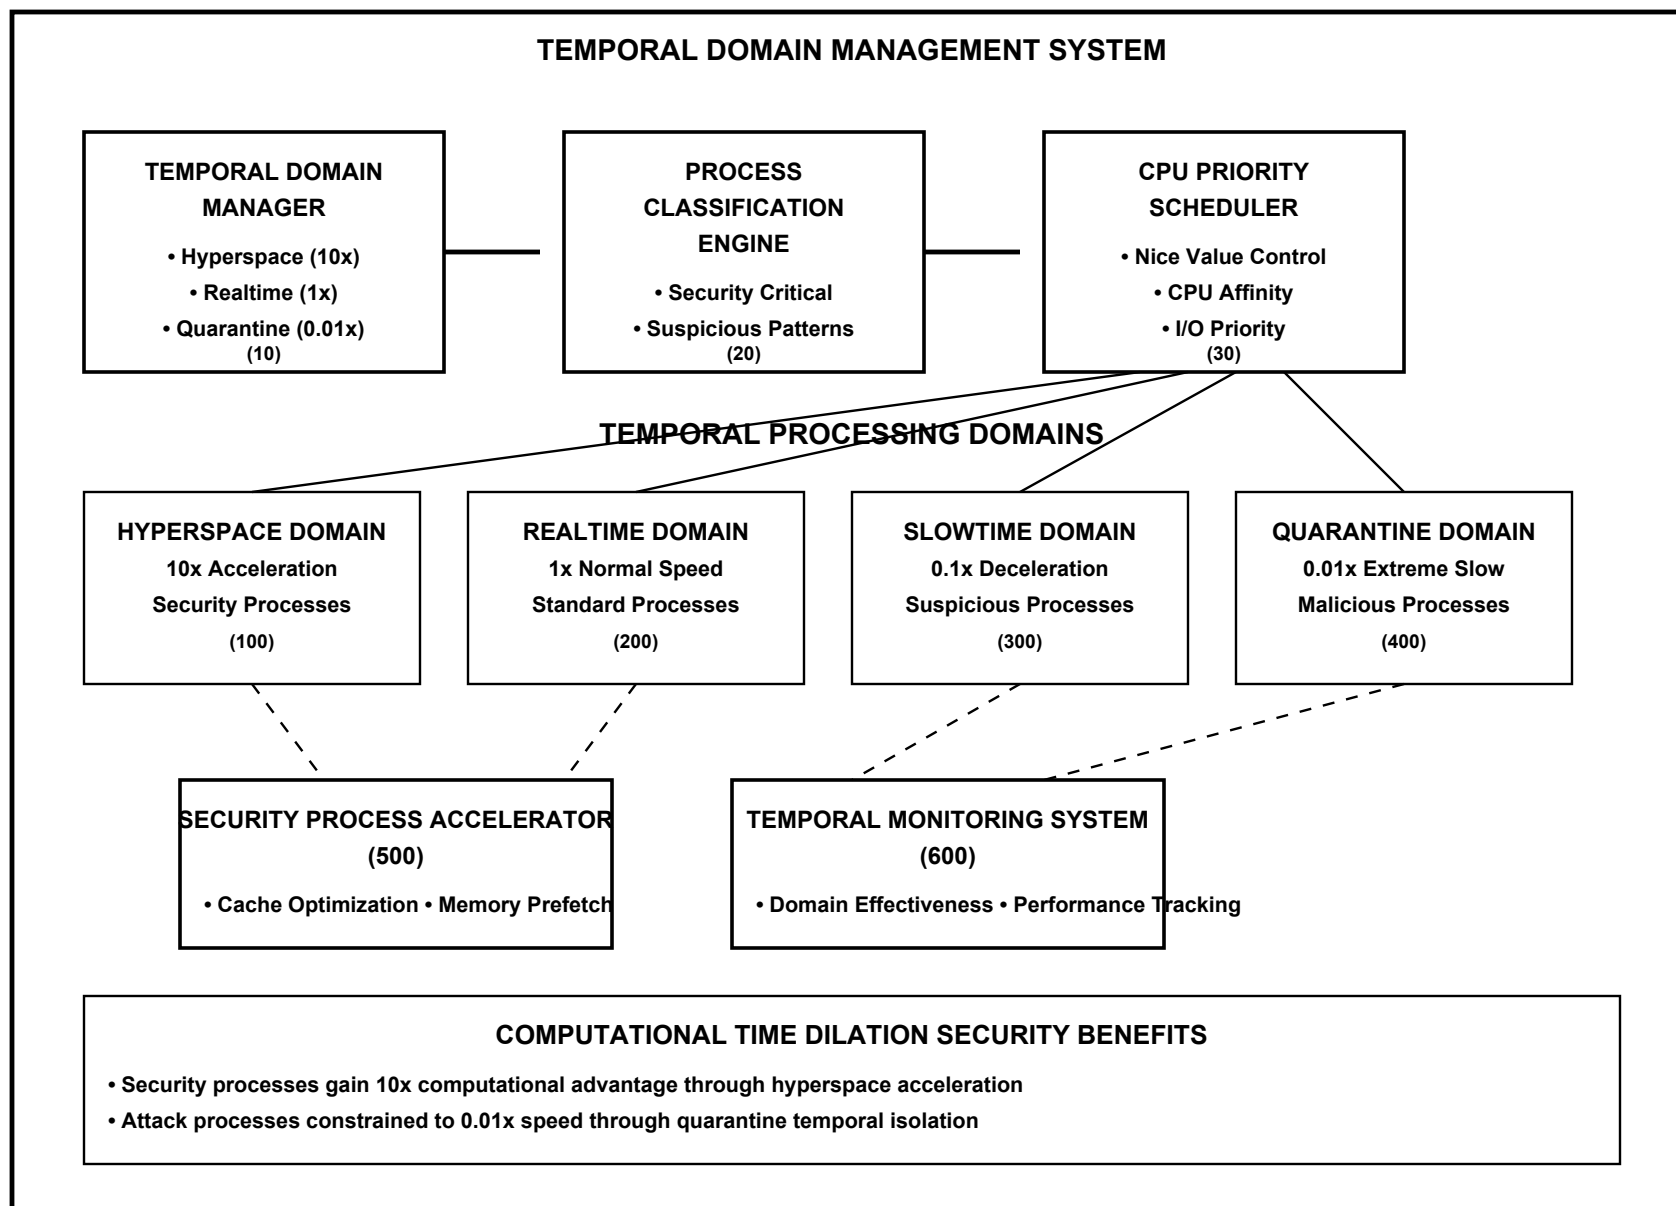 TEMPORAL DOMAIN MANAGEMENT SYSTEM
TEMPORAL DOMAIN
MANAGER
• Hyperspace (10x)
• Realtime (1x)
• Quarantine (0.01x)
(10)
PROCESS
CLASSIFICATION
ENGINE
• Security Critical
• Suspicious Patterns
(20)
CPU PRIORITY
SCHEDULER
• Nice Value Control
• CPU Affinity
• I/O Priority
(30)
TEMPORAL PROCESSING DOMAINS
HYPERSPACE DOMAIN
10x Acceleration
Security Processes
(100)
REALTIME DOMAIN
1x Normal Speed
Standard Processes
(200)
SLOWTIME DOMAIN
0.1x Deceleration
Suspicious Processes
(300)
QUARANTINE DOMAIN
0.01x Extreme Slow
Malicious Processes
(400)
SECURITY PROCESS ACCELERATOR
(500)
• Cache Optimization • Memory Prefetch
TEMPORAL MONITORING SYSTEM
(600)
• Domain Effectiveness • Performance Tracking
COMPUTATIONAL TIME DILATION SECURITY BENEFITS
• Security processes gain 10x computational advantage through hyperspace acceleration
• Attack processes constrained to 0.01x speed through quarantine temporal isolation